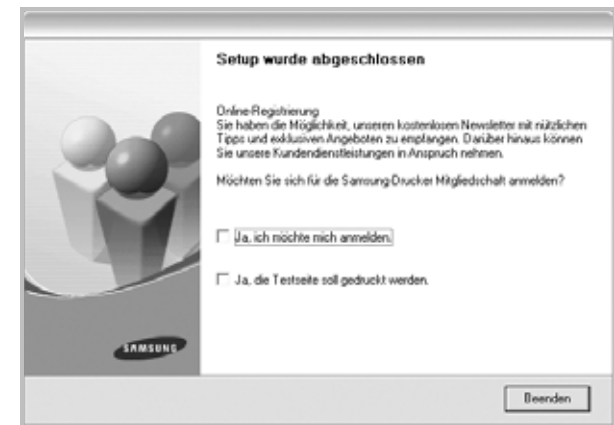 Setup wurde abgeschlossen
Online-Registrierung
Sie haben die Möglichkeit, unseren kostenlosen Newsletter mit nützlichen
Tipps und exklusiven Angeboten zu empfangen. Darüber hinaus können
Sie unsere Kundendienstleistungen in Anspruch nehmen.
Möchten Sie sich für die Samsung-Drucker Mitgliedschaft anmelden?
Ja, ich möchte mich anmelden.
Ja, die Testseite soll gedruckt werden.
SAMSUNG
Beenden